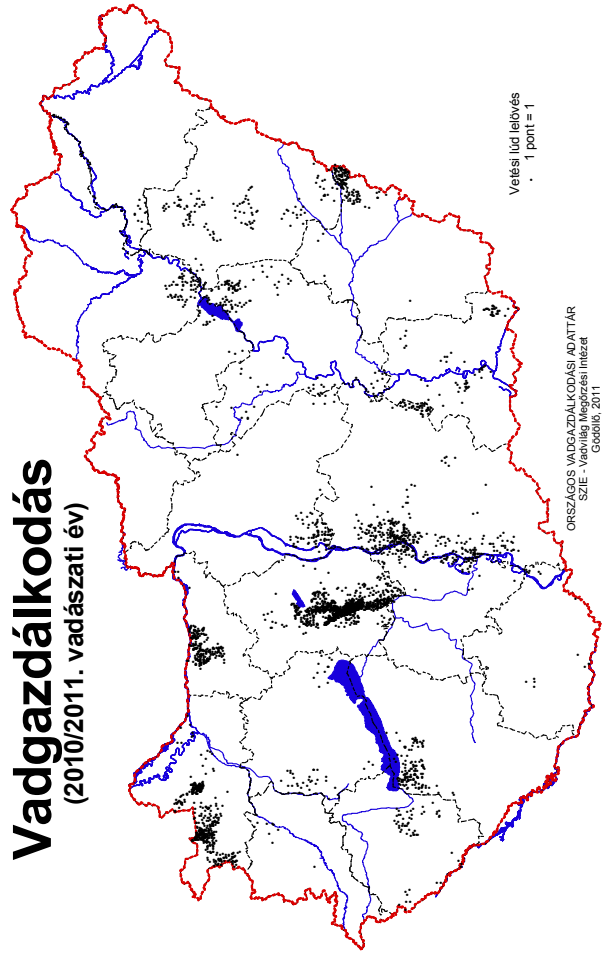 Vadgazdálkodás
(2010/2011. vadászati év)
Vetési lúd lelövés
· 1 pont = 1
ORSZÁGOS VADGAZDÁLKODÁSI ADATTÁR
SZIE - Vadvilág Megőrzési Intézet
Gödöllő, 2011